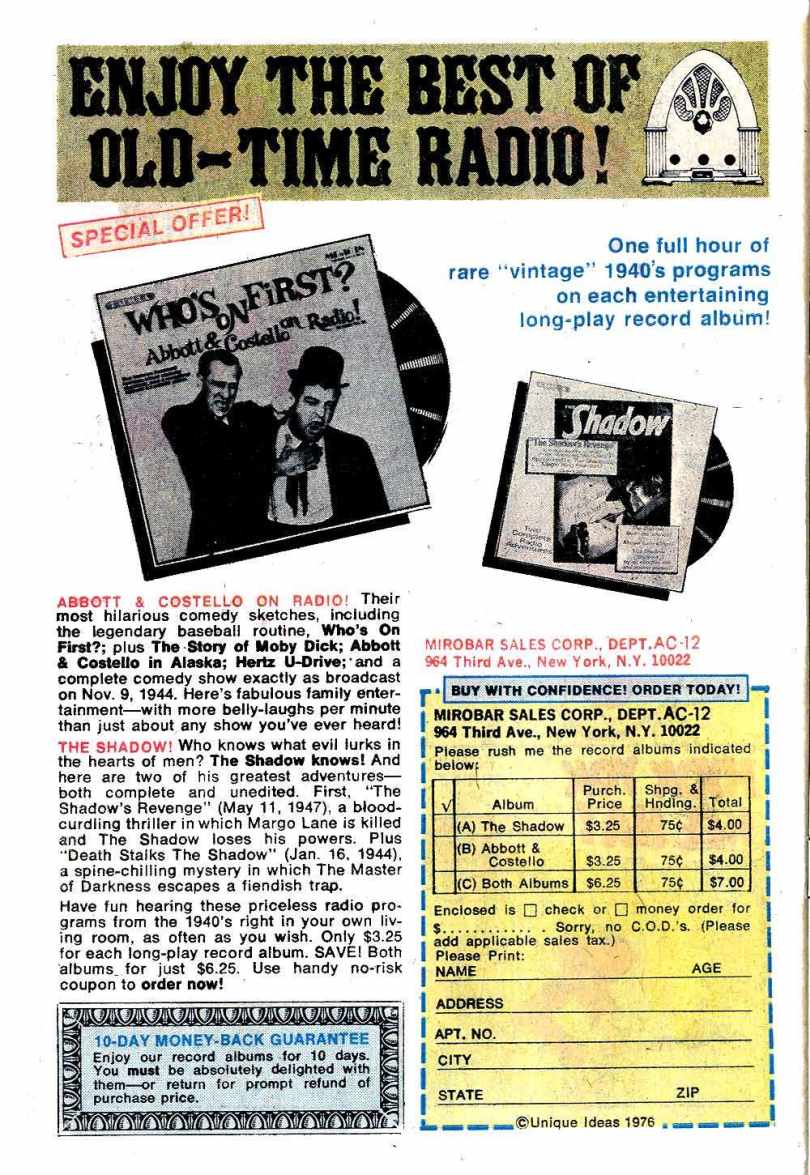 ENJOY THE BEST OF
OLD-TIME RADIO!
SPECIAL OFFER!
WHO'S ON FIRST?
Abbott & Costello on Radio!
One full hour of
rare "vintage" 1940's programs
on each entertaining
long-play record album!
THE
Shadow
The Shadow's Revenge
Two
Complete
Radio
Adventures
ABBOTT & COSTELLO ON RADIO! Their
most hilarious comedy sketches, including
the legendary baseball routine, Who's On
First?; plus The Story of Moby Dick; Abbott
& Costello in Alaska; Hertz U-Drive; and a
complete comedy show exactly as broadcast
on Nov. 9, 1944. Here's fabulous family enter-
tainment—with more belly-laughs per minute
than just about any show you've ever heard!
THE SHADOW! Who knows what evil lurks in
the hearts of men? The Shadow knows! And
here are two of his greatest adventures—
both complete and unedited. First, "The
Shadow's Revenge" (May 11, 1947), a blood-
curdling thriller in which Margo Lane is killed
and The Shadow loses his powers. Plus
"Death Stalks The Shadow" (Jan. 16, 1944),
a spine-chilling mystery in which The Master
of Darkness escapes a fiendish trap.
Have fun hearing these priceless radio pro-
grams from the 1940's right in your own liv-
ing room, as often as you wish. Only $3.25
for each long-play record album. SAVE! Both
albums for just $6.25. Use handy no-risk
coupon to order now!
10-DAY MONEY-BACK GUARANTEE
Enjoy our record albums for 10 days.
You must be absolutely delighted with
them—or return for prompt refund of
purchase price.
MIROBAR SALES CORP., DEPT. AC-12
964 Third Ave., New York, N.Y. 10022
BUY WITH CONFIDENCE! ORDER TODAY!
MIROBAR SALES CORP., DEPT. AC-12
964 Third Ave., New York, N.Y. 10022
Please rush me the record albums indicated
below:
√ Album Purch. Price Shpg. & Hndlng. Total
(A) The Shadow $3.25 75¢ $4.00
(B) Abbott &
Costello $3.25 75¢ $4.00
(C) Both Albums $6.25 75¢ $7.00
Enclosed is □ check or □ money order for
$............ . Sorry, no C.O.D.'s. (Please
add applicable sales tax.)
Please Print:
NAME AGE
ADDRESS
APT. NO.
CITY
STATE ZIP
©Unique Ideas 1976